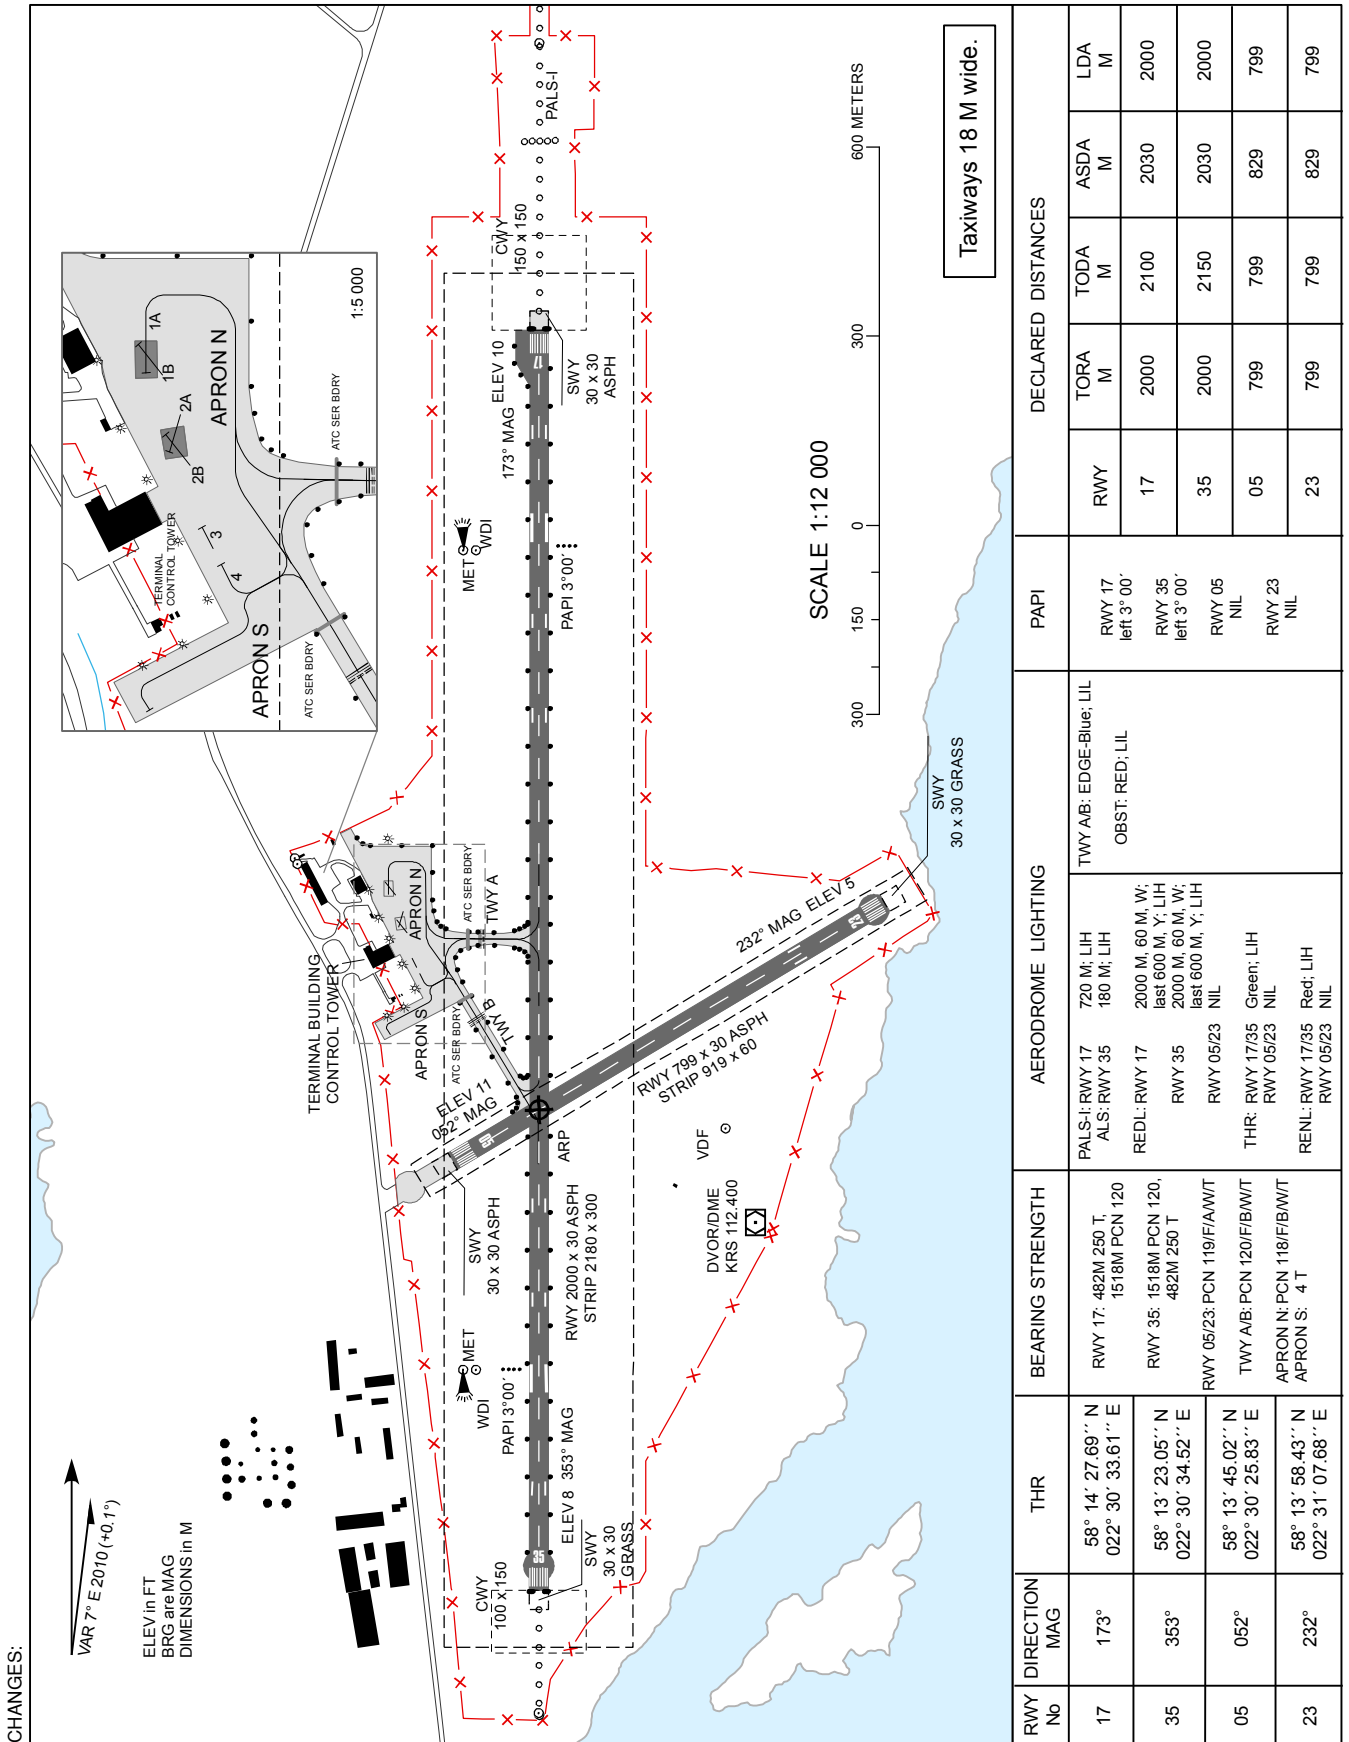 CHANGES:
VAR 7° E 2010 (+0.1°)
ELEV in FT
BRG are MAG
DIMENSIONS in M
TERMINAL BUILDING
CONTROL TOWER
APRON S
APRON N
ATC SER BDRY
ATC SER BDRY
TWY A
TWY B
TERMINAL
CONTROL TOWER
APRON S
APRON N
ATC SER BDRY
ATC SER BDRY
1A
1B
2A
2B
3
4
1:5 000
CWY
100 x 150
SWY
30 x 30
GRASS
35
ELEV 8
353° MAG
PAPI 3°00´
WDI
MET
RWY 2000 x 30 ASPH
STRIP 2180 x 300
SWY
30 x 30 ASPH
ELEV 11
052° MAG
05
ARP
RWY 799 x 30 ASPH
STRIP 919 x 60
232° MAG
ELEV 5
23
SWY
30 x 30 GRASS
VDF
DVOR/DME
KRS 112.400
MET
WDI
PAPI 3°00´
173° MAG
ELEV 10
17
SWY
30 x 30
ASPH
CWY
150 x 150
PALS-I
SCALE 1:12 000
300
150
0
300
600 METERS
Taxiways 18 M wide.
RWY
No
DIRECTION
MAG
THR
BEARING STRENGTH
AERODROME LIGHTING
PAPI
DECLARED DISTANCES
RWY
TORA
M
TODA
M
ASDA
M
LDA
M
17
173°
58° 14´ 27.69´´ N
022° 30´ 33.61´´ E
35
353°
58° 13´ 23.05´´ N
022° 30´ 34.52´´ E
05
052°
58° 13´ 45.02´´ N
022° 30´ 25.83´´ E
23
232°
58° 13´ 58.43´´ N
022° 31´ 07.68´´ E
RWY 17: 482M 250 T,
1518M PCN 120
RWY 35: 1518M PCN 120,
482M 250 T
RWY 05/23: PCN 119/F/A/W/T
TWY A/B: PCN 120/F/B/W/T
APRON N: PCN 118/F/B/W/T
APRON S: 4 T
PALS-I: RWY 17 720 M; LIH
ALS: RWY 35 180 M; LIH
REDL: RWY 17 2000 M, 60 M, W;
last 600 M, Y; LIH
RWY 35 2000 M, 60 M, W;
last 600 M, Y; LIH
RWY 05/23 NIL
THR: RWY 17/35 Green; LIH
RWY 05/23 NIL
RENL: RWY 17/35 Red; LIH
RWY 05/23 NIL
TWY A/B: EDGE-Blue; LIL
OBST: RED; LIL
RWY 17
left 3° 00´
RWY 35
left 3° 00´
RWY 05
NIL
RWY 23
NIL
17 2000 2100 2030 2000
35 2000 2150 2030 2000
05 799 799 829 799
23 799 799 829 799